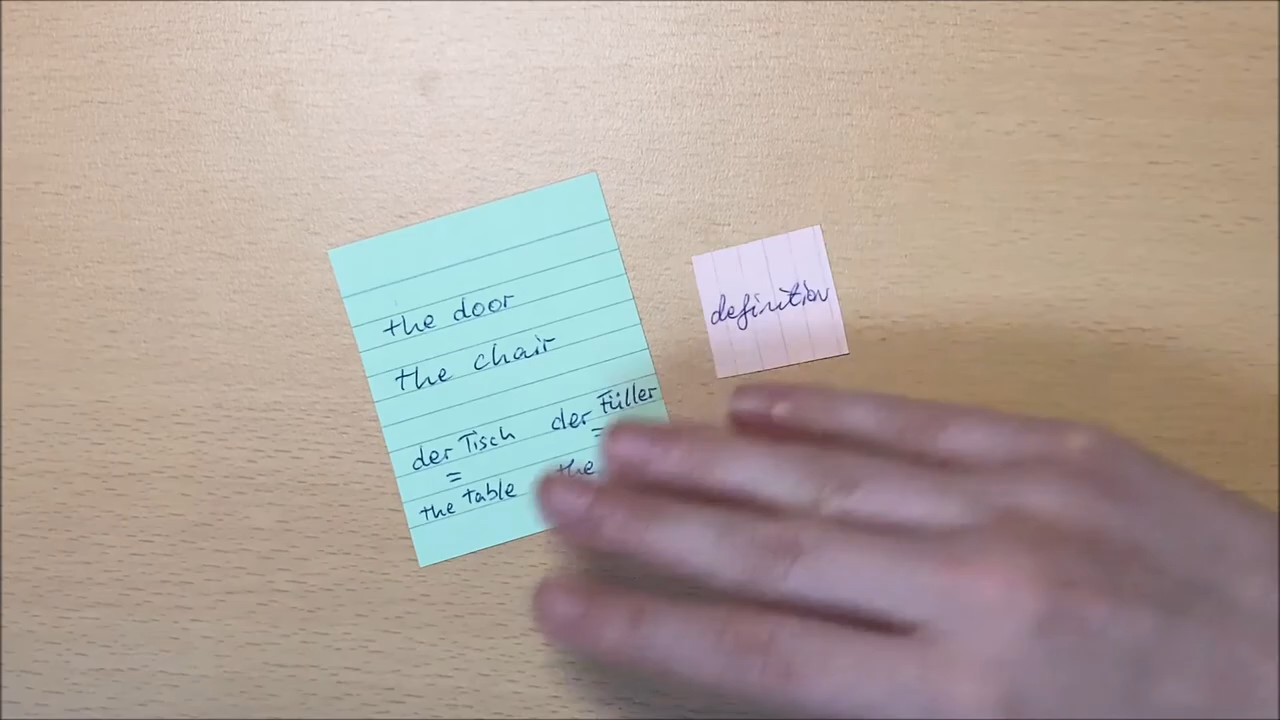 the door
the chair
der Tisch der Füller
= =
the table the
definition